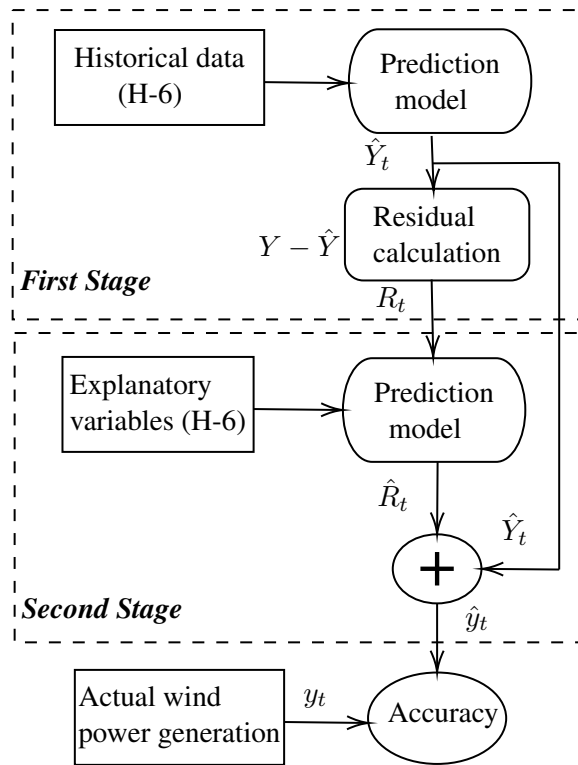 Historical data
(H-6)
Prediction
model
Ŷ_t
Residual
calculation
Y − Ŷ
First Stage
R_t
Explanatory
variables (H-6)
Prediction
model
R̂_t
Ŷ_t
+
Second Stage
ŷ_t
Actual wind
power generation
y_t
Accuracy